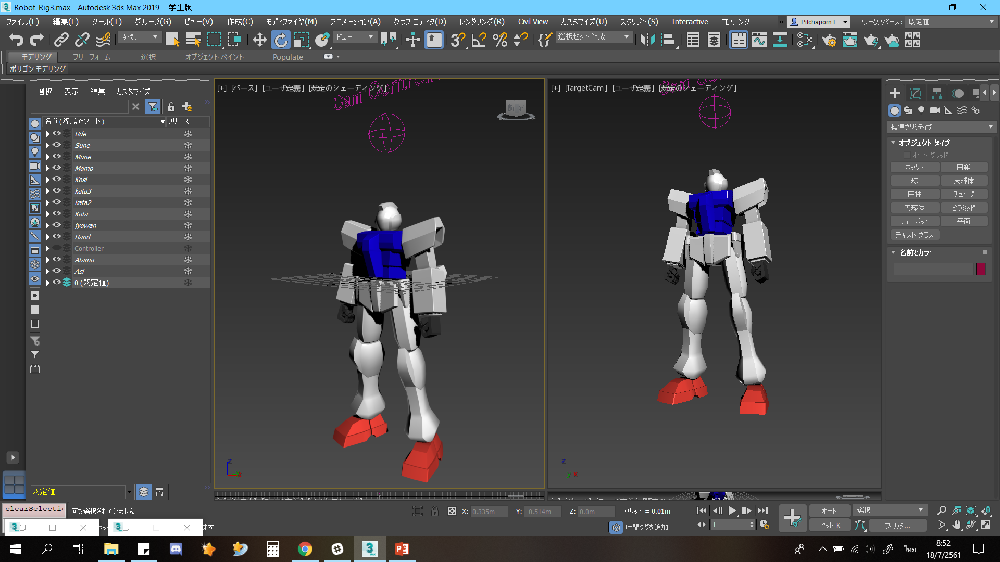 Robot_Rig3.max - Autodesk 3ds Max 2019 - 学生版
ファイル(F) 編集(E) ツール(T) グループ(G) ビュー(V) 作成(C) モディファイヤ(M) アニメーション(A) グラフ エディタ(D) レンダリング(R) Civil View カスタマイズ(U) スクリプト(S) Interactive コンテンツ Pitchaporn L... ワークスペース: 既定値
すべて ビュー 選択セット 作成
モデリング フリーフォーム 選択 オブジェクト ペイント Populate
ポリゴン モデリング
選択 表示 編集 カスタマイズ
名前(降順でソート) フリーズ
Ude
Sune
Mune
Momo
Kosi
kata3
kata2
Kata
jyowan
Hand
Controller
Atama
Asi
0 (既定値)
既定値
[+] [パース] [ユーザ定義] [既定のシェーディング]
前 右
Z
[+] [TargetCam] [ユーザ定義] [既定のシェーディング]
Z
標準プリミティブ
オブジェクト タイプ
オート グリッド
ボックス 円錐
球 天球体
円柱 チューブ
円環体 ピラミッド
ティーポット 平面
テキスト プラス
名前とカラー
clearSelecti
何も選択されていません
ます
X: 0.335m Y: -0.514m Z: 0.0m グリッド = 0.01m
時間タグを追加
1
オート 選択
セット K フィルタ...
ไทย
8:52
18/7/2561